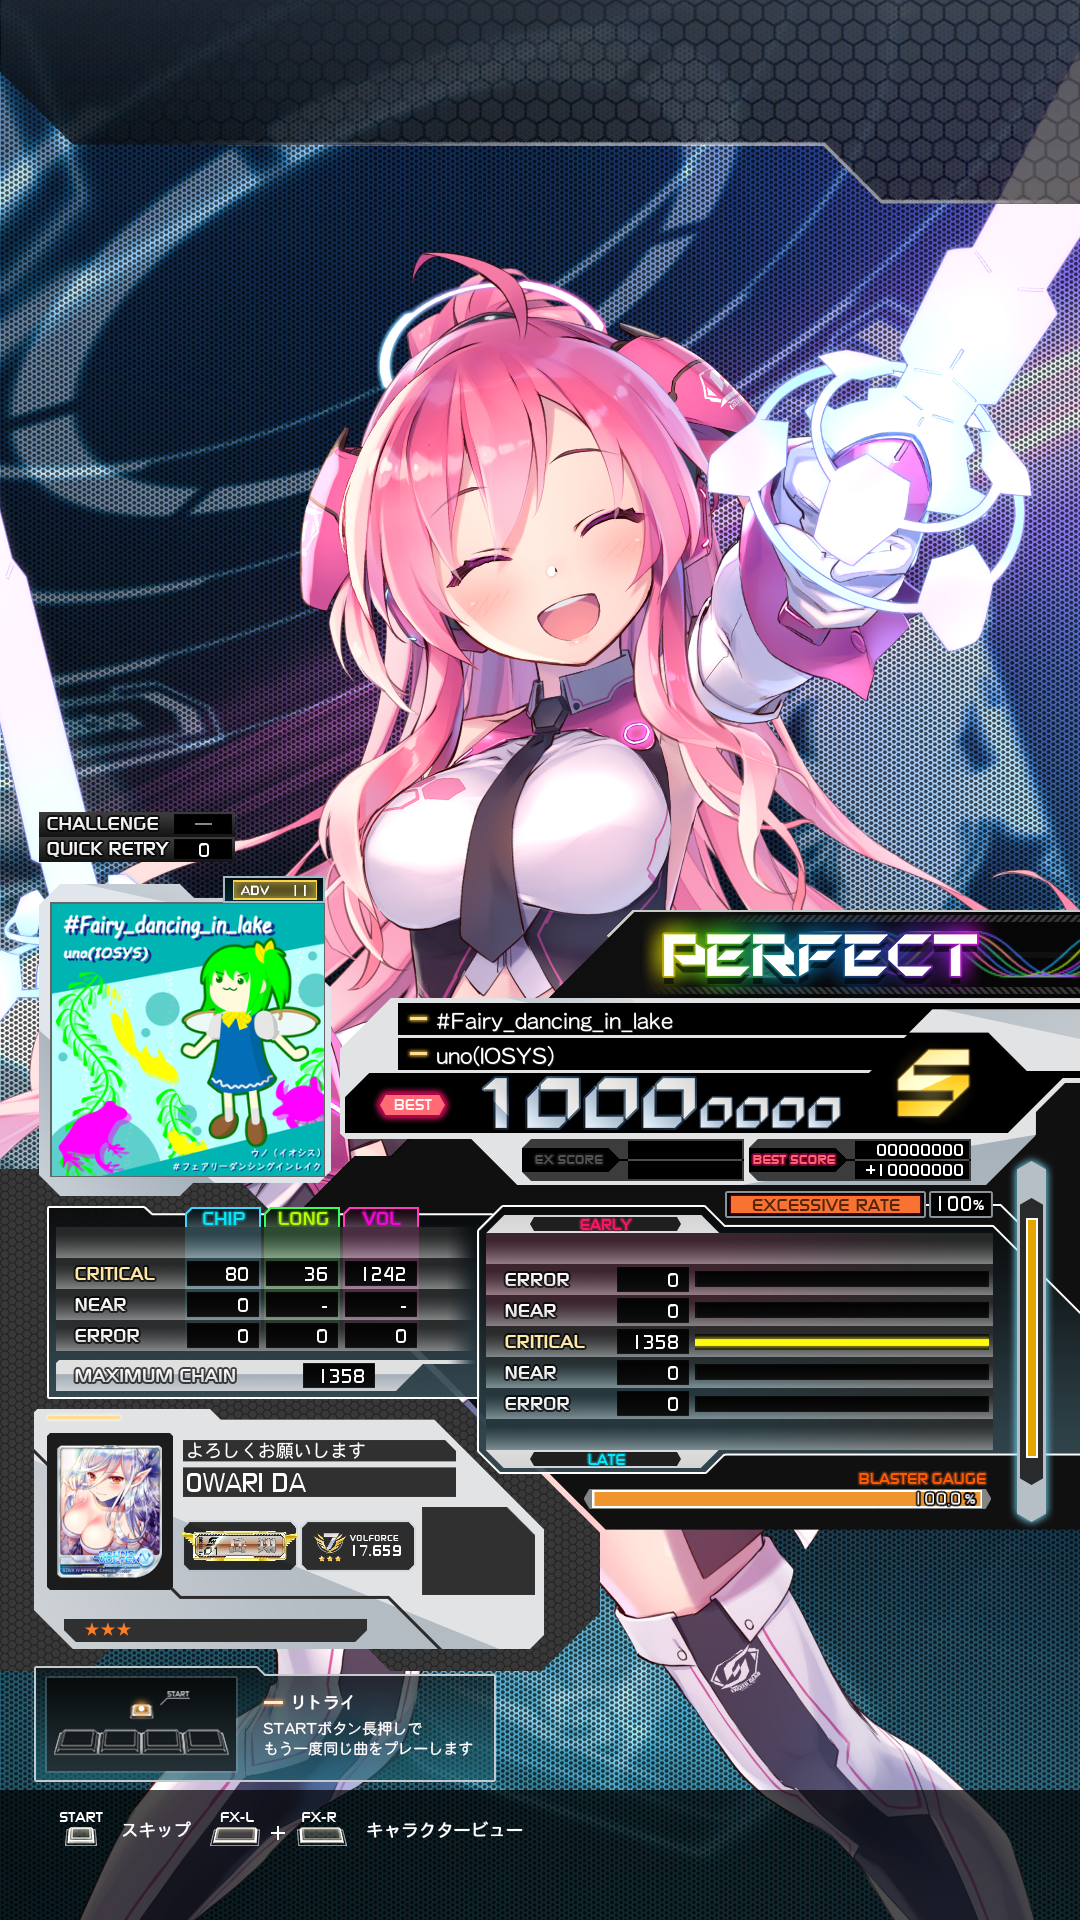 CHALLENGE —
QUICK RETRY 0
ADV 11
#Fairy_dancing_in_lake
uno(IOSYS)
ウノ（イオシス）
#フェアリーダンシングインレイク
PERFECT
#Fairy_dancing_in_lake
uno(IOSYS)
BEST 10000000 S
EX SCORE
BEST SCORE 00000000
+10000000
EXCESSIVE RATE 100%
CHIP LONG VOL
CRITICAL 80 36 1242
NEAR 0 - -
ERROR 0 0 0
MAXIMUM CHAIN 1358
EARLY
ERROR 0
NEAR 0
CRITICAL 1358
NEAR 0
ERROR 0
LATE
BLASTER GAUGE
100.0%
よろしくお願いします
OWARI DA
VOLFORCE
17.659
★★★
START
リトライ
STARTボタン長押しで
もう一度同じ曲をプレーします
START スキップ FX-L + FX-R キャラクタービュー